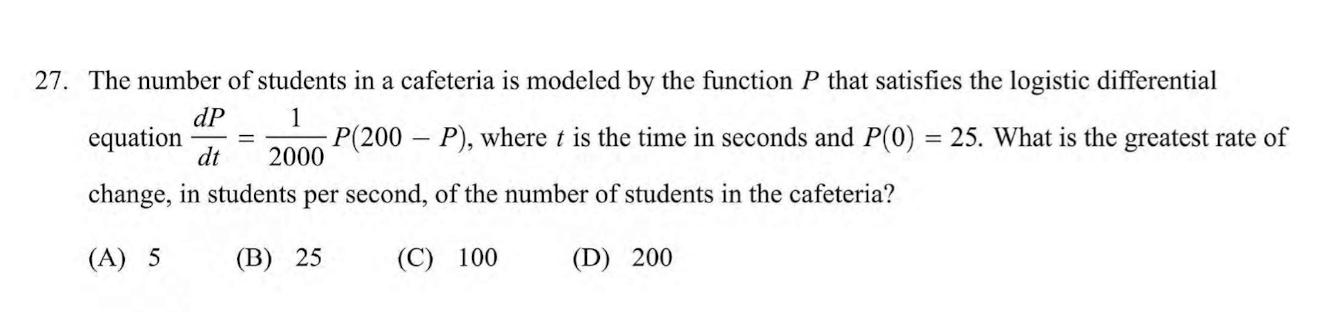 27. The number of students in a cafeteria is modeled by the function P that satisfies the logistic differential
equation dP/dt = 1/2000 P(200 – P), where t is the time in seconds and P(0) = 25. What is the greatest rate of
change, in students per second, of the number of students in the cafeteria?
(A) 5 (B) 25 (C) 100 (D) 200